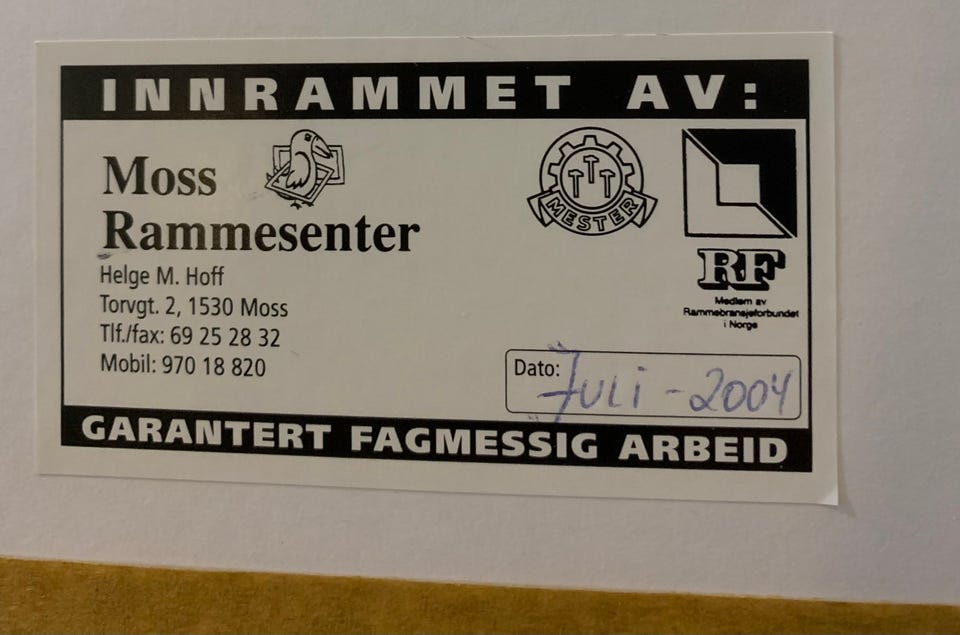 INNRAMMET AV:
Moss
Rammesenter
Helge M. Hoff
Torvgt. 2, 1530 Moss
Tlf./fax: 69 25 28 32
Mobil: 970 18 820
MESTER
RF
Medlem av
Rammebransjeforbundet
i Norge
Dato: Juli - 2004
GARANTERT FAGMESSIG ARBEID